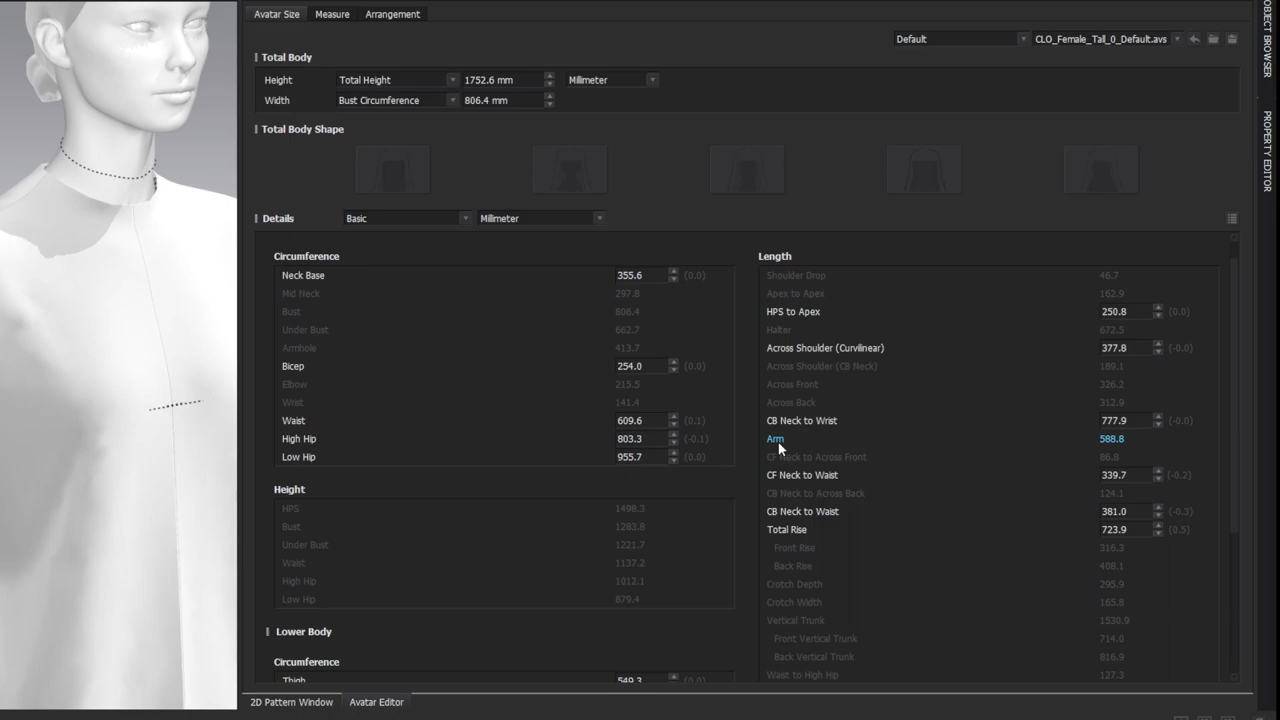 Avatar Size Measure Arrangement
Default CLO_Female_Tall_0_Default.avs
Total Body
Height Total Height 1752.6 mm Millimeter
Width Bust Circumference 806.4 mm
Total Body Shape
Details Basic Millimeter
Circumference
Neck Base 355.6 (0.0)
Mid Neck 297.8
Bust 806.4
Under Bust 662.7
Armhole 413.7
Bicep 254.0 (0.0)
Elbow 215.5
Wrist 141.4
Waist 609.6 (0.1)
High Hip 803.3 (-0.1)
Low Hip 955.7 (0.0)
Height
HPS 1498.3
Bust 1283.8
Under Bust 1221.7
Waist 1137.2
High Hip 1012.1
Low Hip 879.4
Lower Body
Circumference
Thigh 549.3 (0.0)
Length
Shoulder Drop 46.7
Apex to Apex 162.9
HPS to Apex 250.8 (0.0)
Halter 672.5
Across Shoulder (Curvilinear) 377.8 (-0.0)
Across Shoulder (CB Neck) 189.1
Across Front 326.2
Across Back 312.9
CB Neck to Wrist 777.9 (-0.0)
Arm 588.8
CF Neck to Across Front 86.8
CF Neck to Waist 339.7 (-0.2)
CB Neck to Across Back 124.1
CB Neck to Waist 381.0 (-0.3)
Total Rise 723.9 (0.5)
Front Rise 316.3
Back Rise 408.1
Crotch Depth 295.9
Crotch Width 165.8
Vertical Trunk 1530.9
Front Vertical Trunk 714.0
Back Vertical Trunk 816.9
Waist to High Hip 127.3
2D Pattern Window Avatar Editor
OBJECT BROWSER
PROPERTY EDITOR